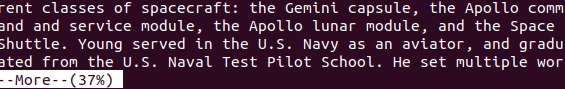 rent classes of spacecraft: the Gemini capsule, the Apollo comm
and and service module, the Apollo lunar module, and the Space
Shuttle. Young served in the U.S. Navy as an aviator, and gradu
ated from the U.S. Naval Test Pilot School. He set multiple wor
--More--(37%)